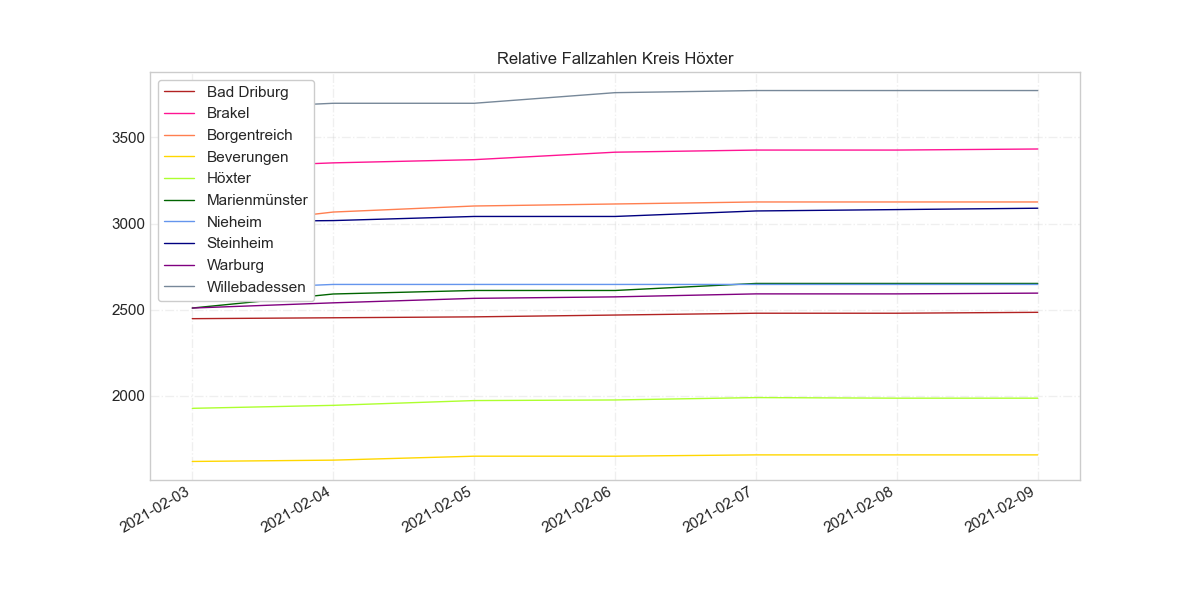 Relative Fallzahlen Kreis Höxter
Bad Driburg
Brakel
Borgentreich
Beverungen
Höxter
Marienmünster
Nieheim
Steinheim
Warburg
Willebadessen
3500
3000
2500
2000
2021-02-03
2021-02-04
2021-02-05
2021-02-06
2021-02-07
2021-02-08
2021-02-09